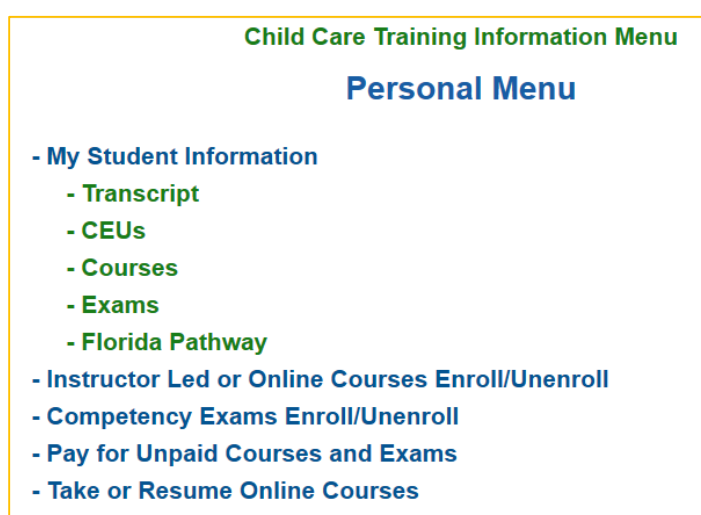 Child Care Training Information Menu
Personal Menu
- My Student Information
- Transcript
- CEUs
- Courses
- Exams
- Florida Pathway
- Instructor Led or Online Courses Enroll/Unenroll
- Competency Exams Enroll/Unenroll
- Pay for Unpaid Courses and Exams
- Take or Resume Online Courses